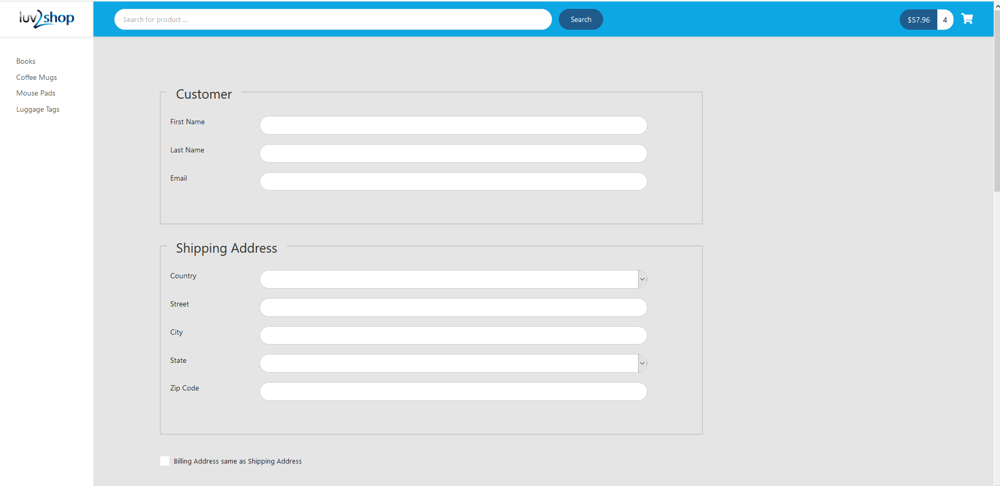 luv2shop
Search for product ...
Search
$57.96
4
Books
Coffee Mugs
Mouse Pads
Luggage Tags
Customer
First Name
Last Name
Email
Shipping Address
Country
Street
City
State
Zip Code
Billing Address same as Shipping Address